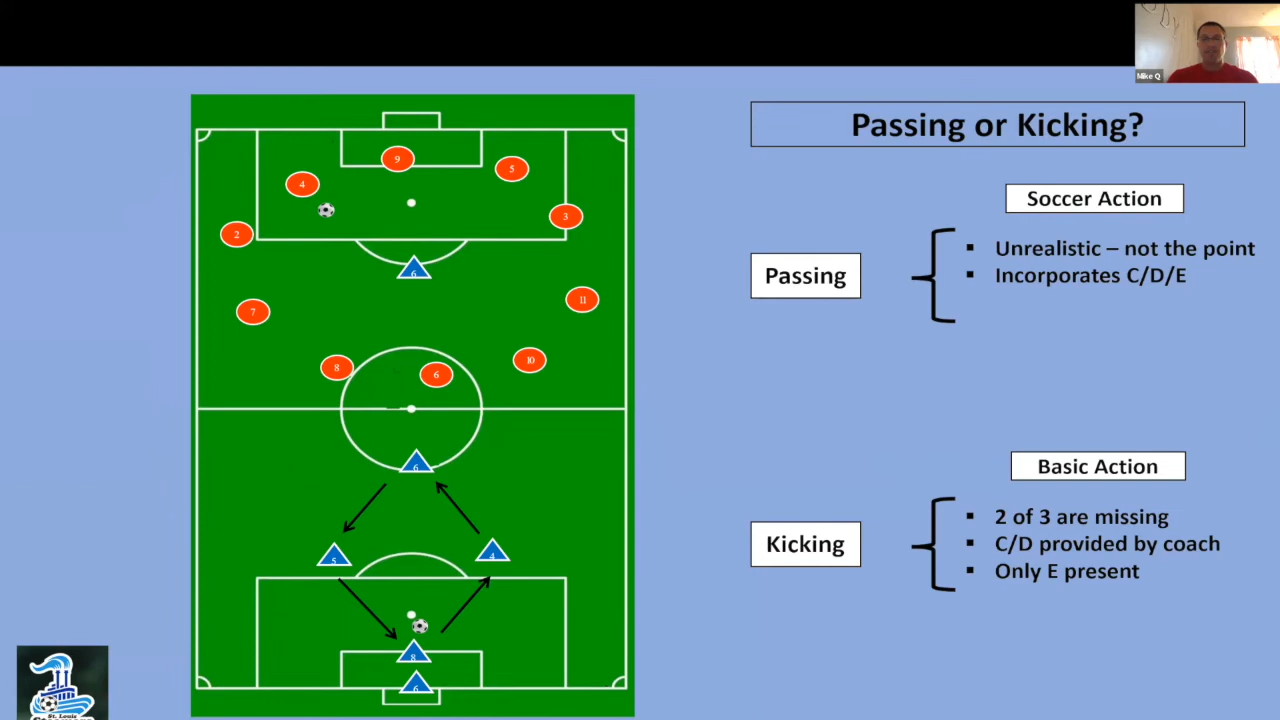 Mike Q
Passing or Kicking?
Soccer Action
Passing
Unrealistic – not the point
Incorporates C/D/E
Basic Action
Kicking
2 of 3 are missing
C/D provided by coach
Only E present
9
5
4
3
2
6
11
7
10
8
6
6
5
4
8
6
St. Louis